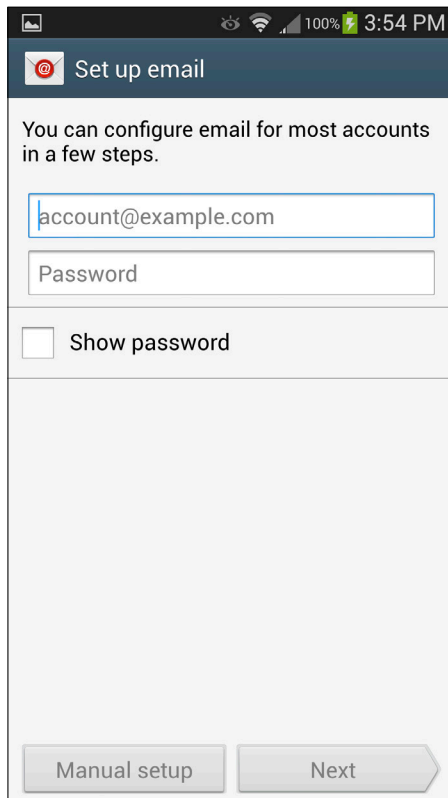 100% 3:54 PM
@ Set up email
You can configure email for most accounts
in a few steps.
account@example.com
Password
Show password
Manual setup Next